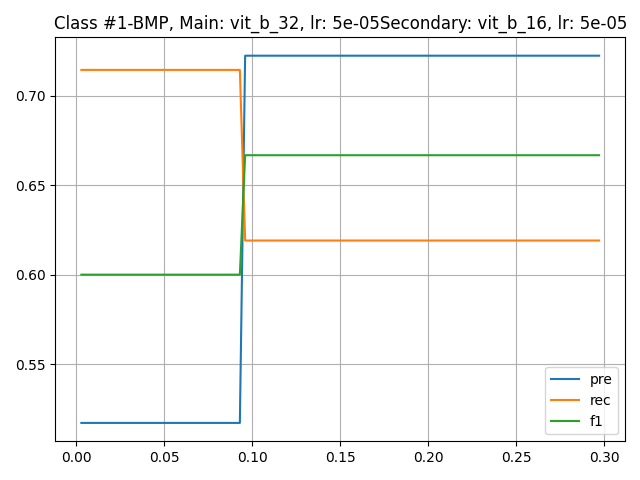 Class #1-BMP, Main: vit_b_32, lr: 5e-05Secondary: vit_b_16, lr: 5e-05
0.70
0.65
0.60
0.55
0.00 0.05 0.10 0.15 0.20 0.25 0.30
pre
rec
f1